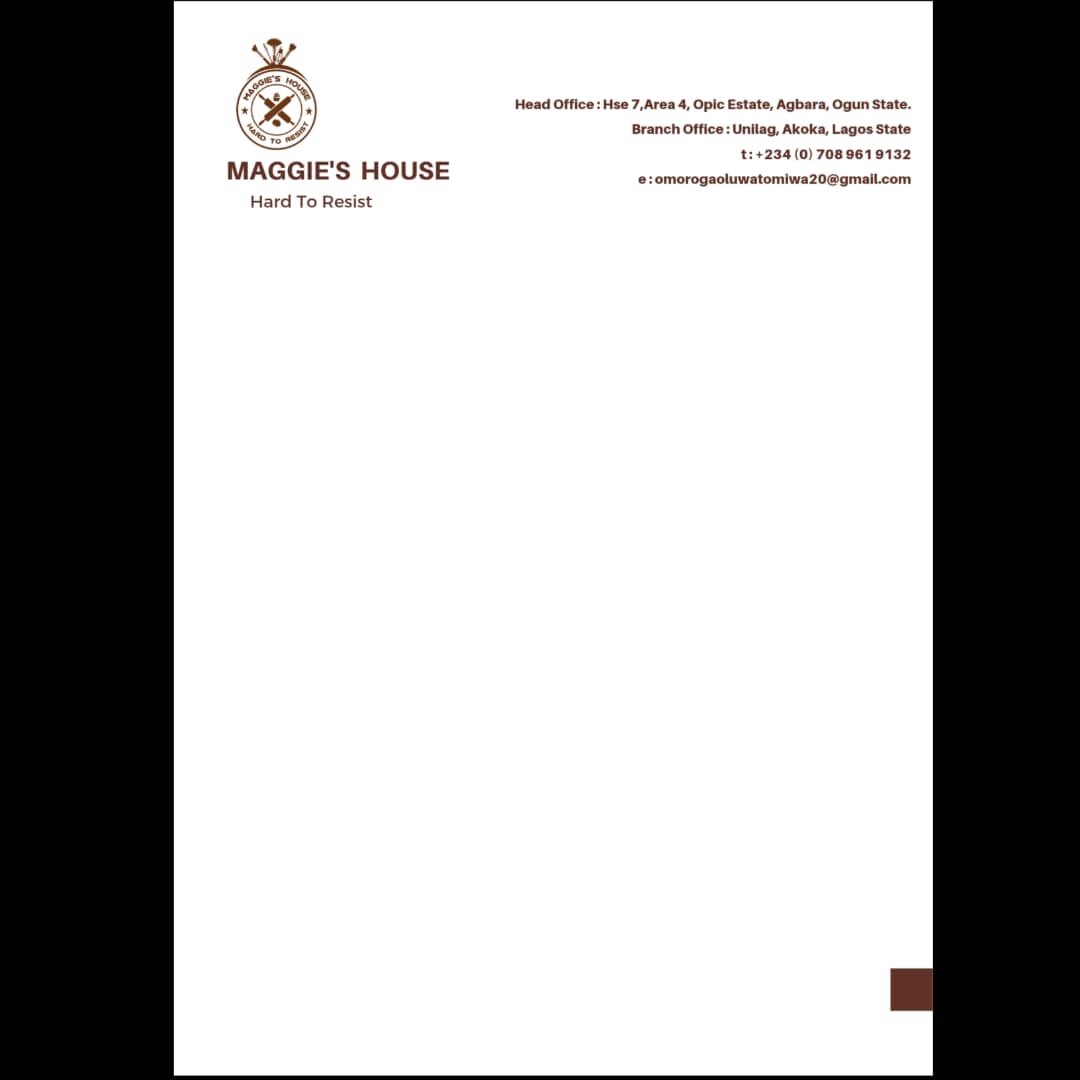 MAGGIE'S HOUSE
HARD TO RESIST
MAGGIE'S HOUSE
Hard To Resist
Head Office : Hse 7,Area 4, Opic Estate, Agbara, Ogun State.
Branch Office : Unilag, Akoka, Lagos State
t : +234 (0) 708 961 9132
e : omorogaoluwatomiwa20@gmail.com